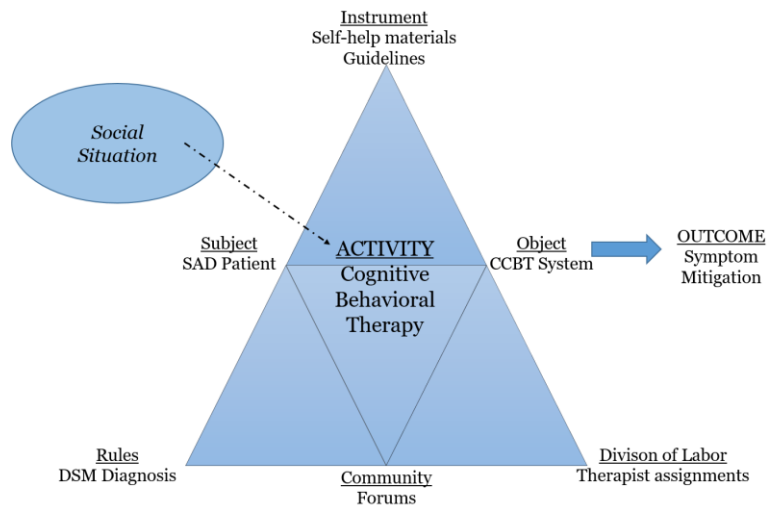 Instrument
Self-help materials
Guidelines
Social
Situation
Subject
SAD Patient
ACTIVITY
Cognitive
Behavioral
Therapy
Object
CCBT System
OUTCOME
Symptom
Mitigation
Rules
DSM Diagnosis
Community
Forums
Divison of Labor
Therapist assignments